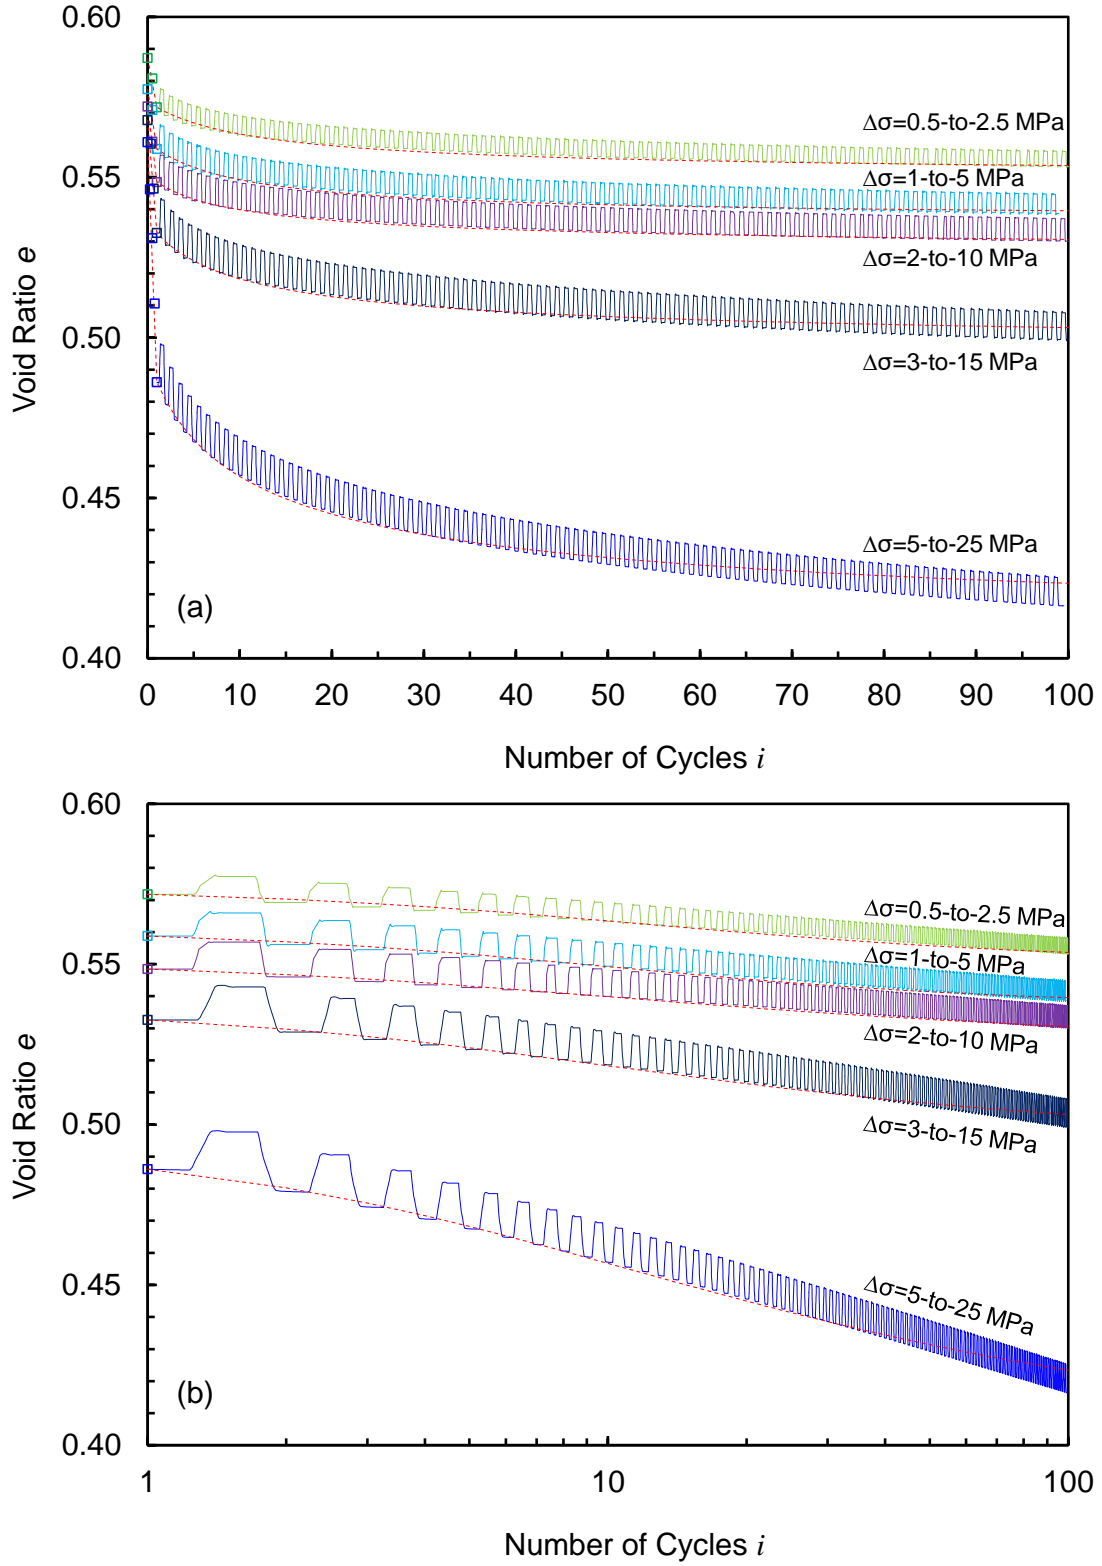 0.60
0.55
0.50
0.45
0.40
Void Ratio e
Δσ=0.5-to-2.5 MPa
Δσ=1-to-5 MPa
Δσ=2-to-10 MPa
Δσ=3-to-15 MPa
Δσ=5-to-25 MPa
(a)
0 10 20 30 40 50 60 70 80 90 100
Number of Cycles i
0.60
0.55
0.50
0.45
0.40
Void Ratio e
Δσ=0.5-to-2.5 MPa
Δσ=1-to-5 MPa
Δσ=2-to-10 MPa
Δσ=3-to-15 MPa
Δσ=5-to-25 MPa
(b)
1 10 100
Number of Cycles i